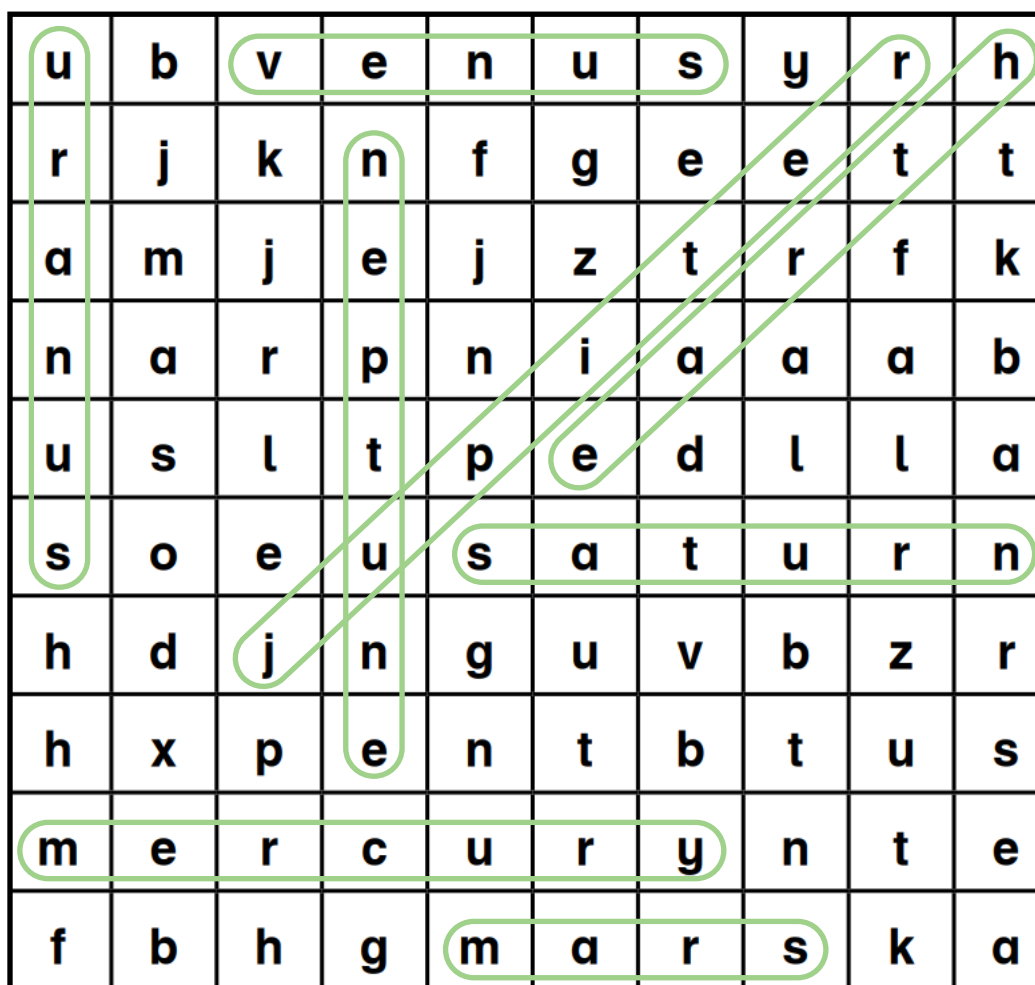 u b v e n u s y r h
r j k n f g e e t t
a m j e j z t r f k
n a r p n i a a a b
u s l t p e d l l a
s o e u s a t u r n
h d j n g u v b z r
h x p e n t b t u s
m e r c u r y n t e
f b h g m a r s k a